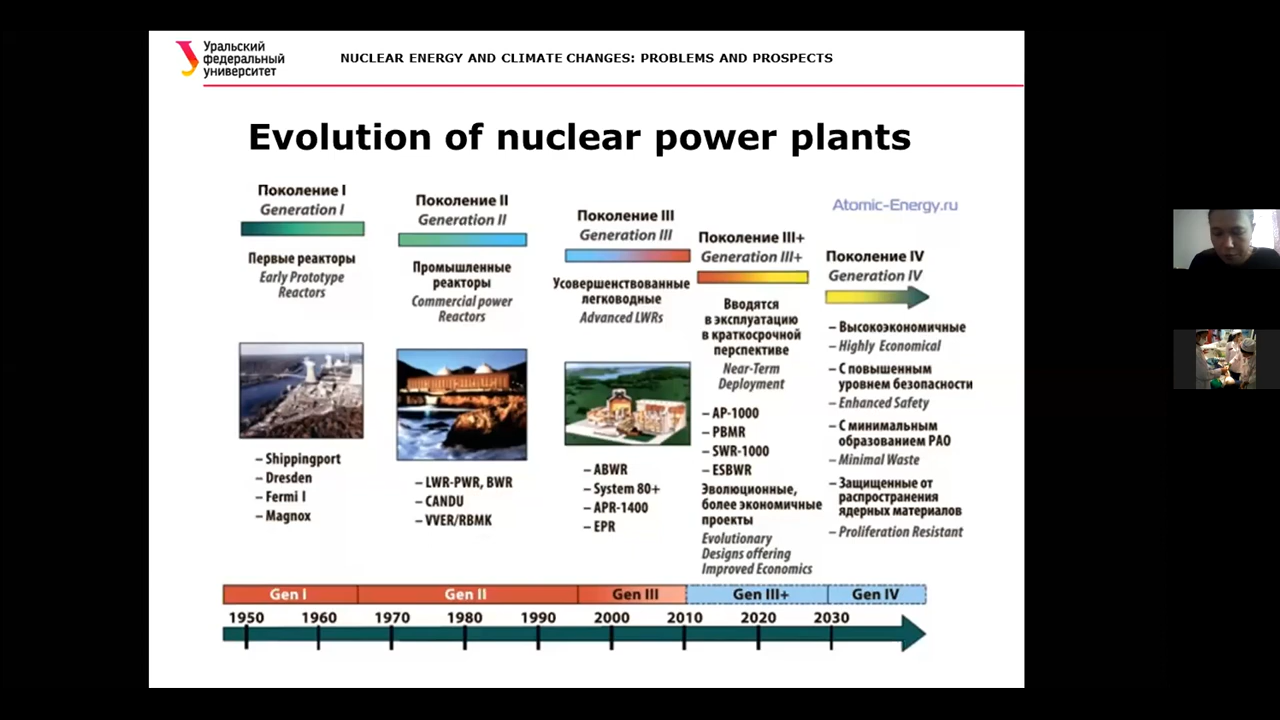 Уральский
федеральный
университет
NUCLEAR ENERGY AND CLIMATE CHANGES: PROBLEMS AND PROSPECTS
Evolution of nuclear power plants
Atomic-Energy.ru
Поколение I
Generation I
Первые реакторы
Early Prototype
Reactors
– Shippingport
– Dresden
– Fermi I
– Magnox
Поколение II
Generation II
Промышленные
реакторы
Commercial power
Reactors
– LWR-PWR, BWR
– CANDU
– VVER/RBMK
Поколение III
Generation III
Усовершенствованные
легководные
Advanced LWRs
– ABWR
– System 80+
– APR-1400
– EPR
Поколение III+
Generation III+
Вводятся
в эксплуатацию
в краткосрочной
перспективе
Near-Term
Deployment
– AP-1000
– PBMR
– SWR-1000
– ESBWR
Эволюционные,
более экономичные
проекты
Evolutionary
Designs offering
Improved Economics
Поколение IV
Generation IV
– Высокоэкономичные
– Highly Economical
– С повышенным
уровнем безопасности
– Enhanced Safety
– С минимальным
образованием РАО
– Minimal Waste
– Защищенные от
распространения
ядерных материалов
– Proliferation Resistant
Gen I Gen II Gen III Gen III+ Gen IV
1950 1960 1970 1980 1990 2000 2010 2020 2030